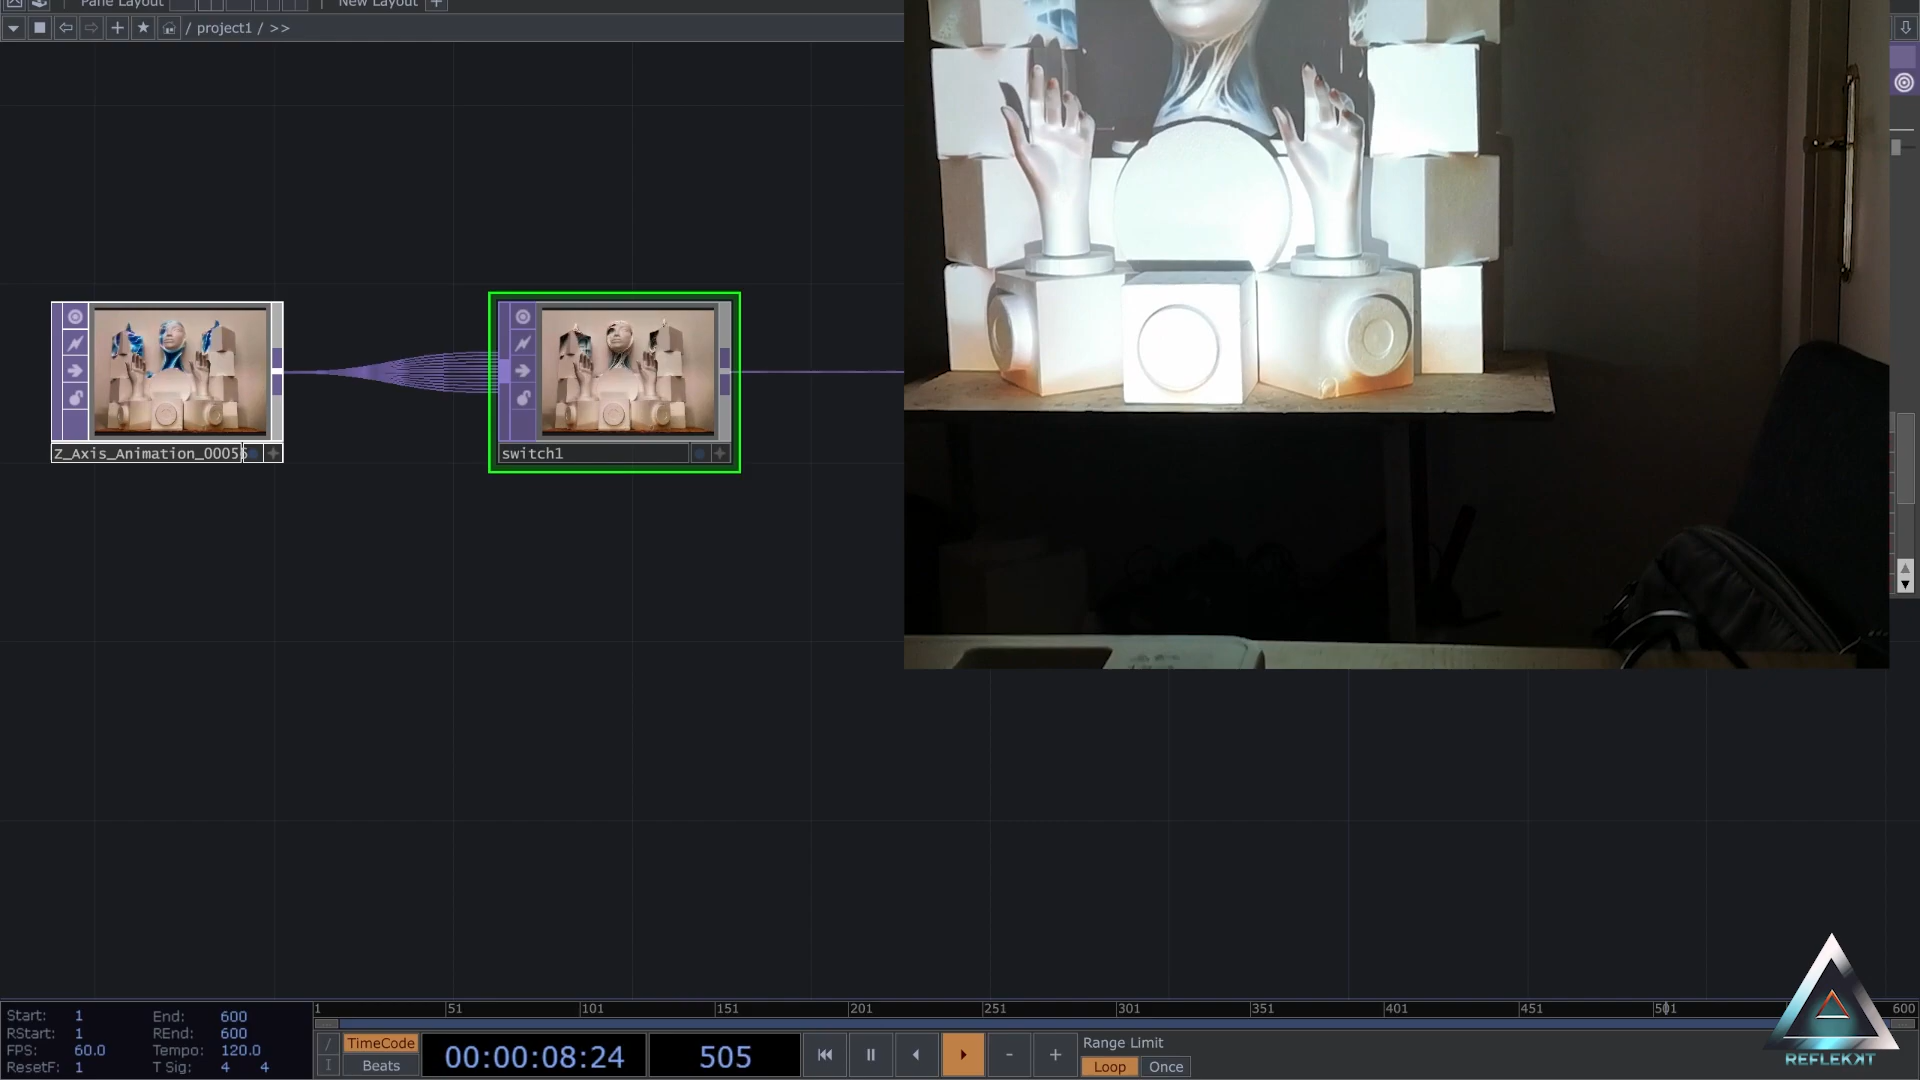 Pane Layout
New Layout
/ project1 / >>
Z_Axis_Animation_0005
switch1
1 51 101 151 201 251 301 351 401 451 501 600
Start: 1 End: 600
RStart: 1 REnd: 600
FPS: 60.0 Tempo: 120.0
ResetF: 1 T Sig: 4 4
TimeCode
Beats
00:00:08:24
505
Range Limit
Loop
Once
REFLEKKT